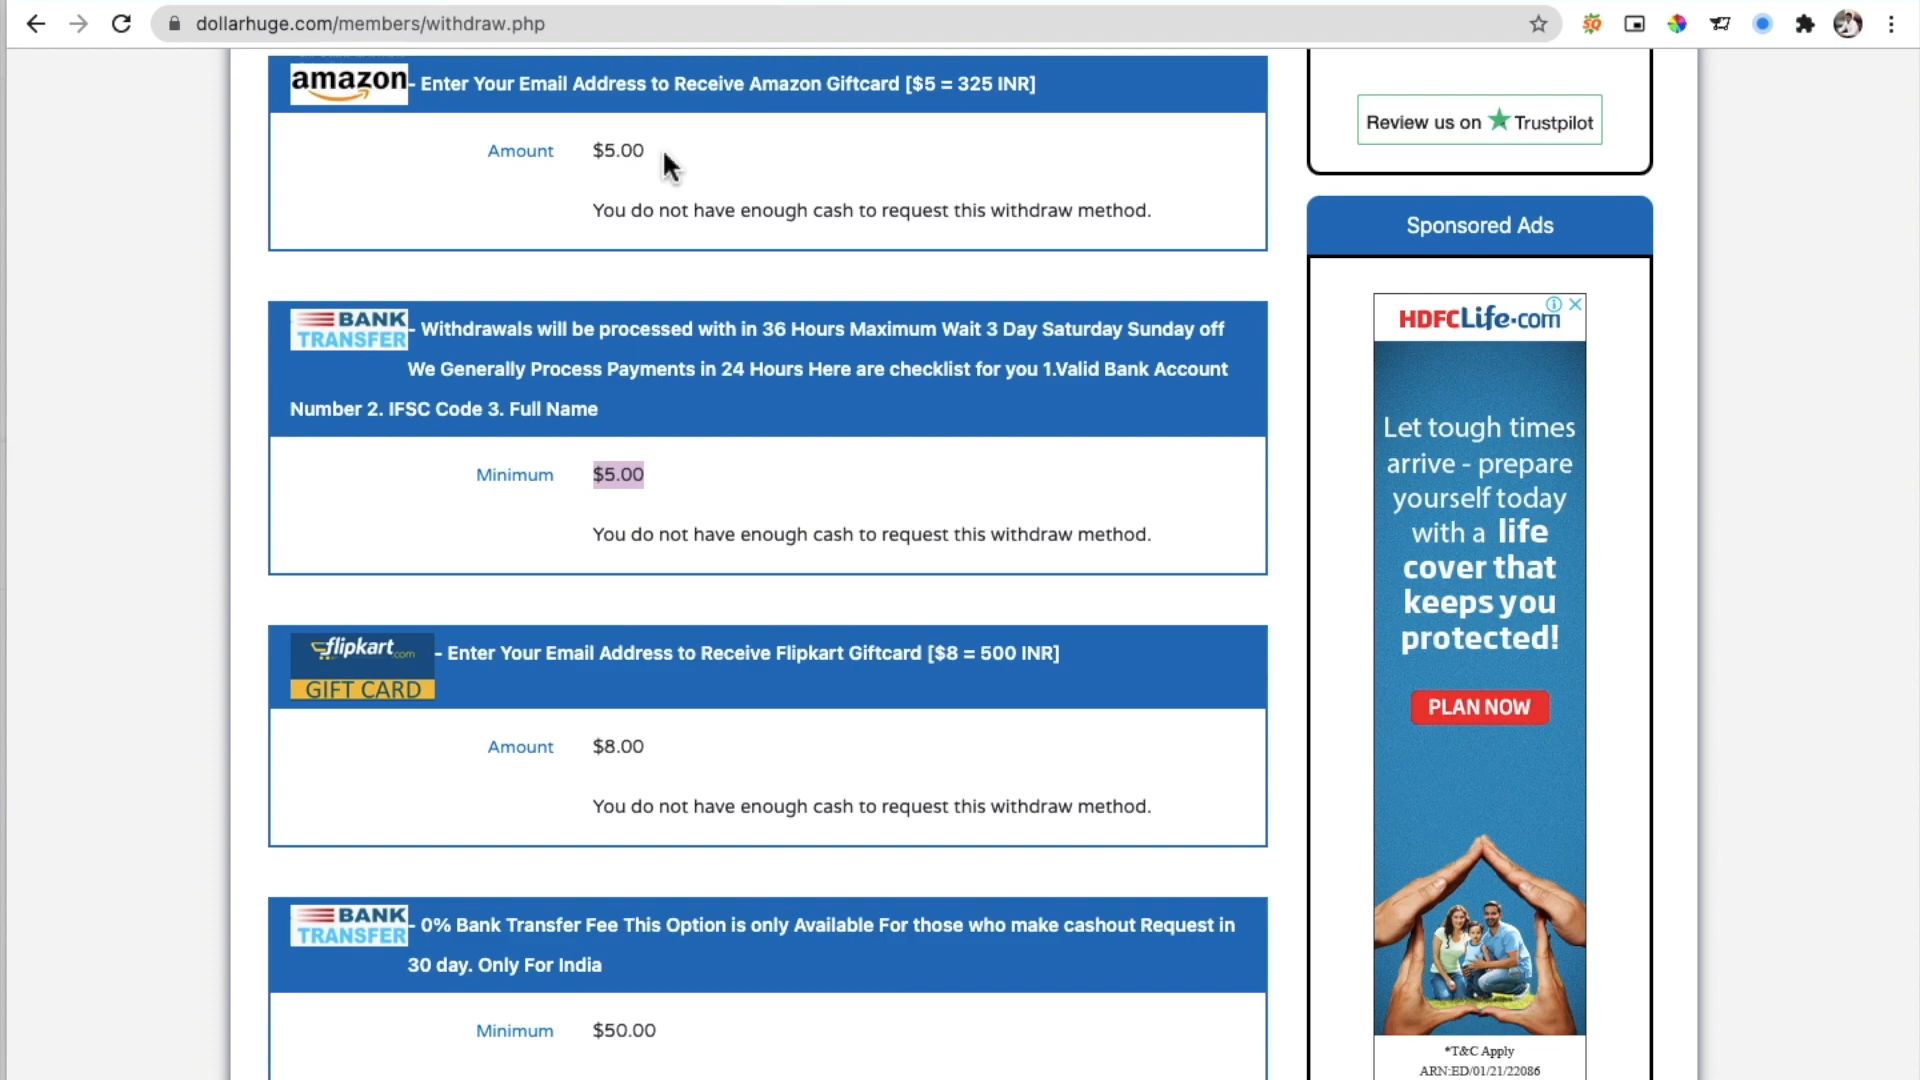 dollarhuge.com/members/withdraw.php
SQ
amazon
- Enter Your Email Address to Receive Amazon Giftcard [$5 = 325 INR]
Amount $5.00
You do not have enough cash to request this withdraw method.
BANK
TRANSFER
- Withdrawals will be processed with in 36 Hours Maximum Wait 3 Day Saturday Sunday off
We Generally Process Payments in 24 Hours Here are checklist for you 1.Valid Bank Account
Number 2. IFSC Code 3. Full Name
Minimum $5.00
You do not have enough cash to request this withdraw method.
flipkart.com
GIFT CARD
- Enter Your Email Address to Receive Flipkart Giftcard [$8 = 500 INR]
Amount $8.00
You do not have enough cash to request this withdraw method.
BANK
TRANSFER
- 0% Bank Transfer Fee This Option is only Available For those who make cashout Request in
30 day. Only For India
Minimum $50.00
Review us on Trustpilot
Sponsored Ads
HDFCLife.com
Let tough times
arrive - prepare
yourself today
with a life
cover that
keeps you
protected!
PLAN NOW
*T&C Apply
ARN:ED/01/21/22086